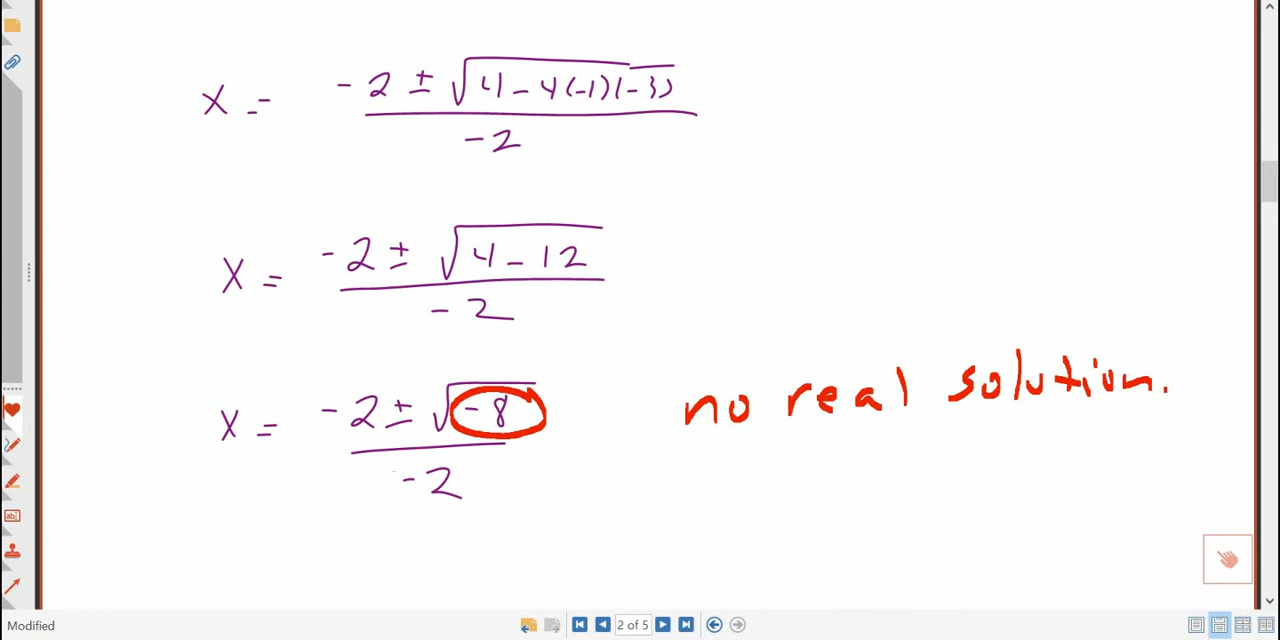 x = -2 ± √4-4(-1)(-3) / -2
x = -2 ± √4-12 / -2
x = -2 ± √-8 / -2
no real solution.
Modified
2 of 5